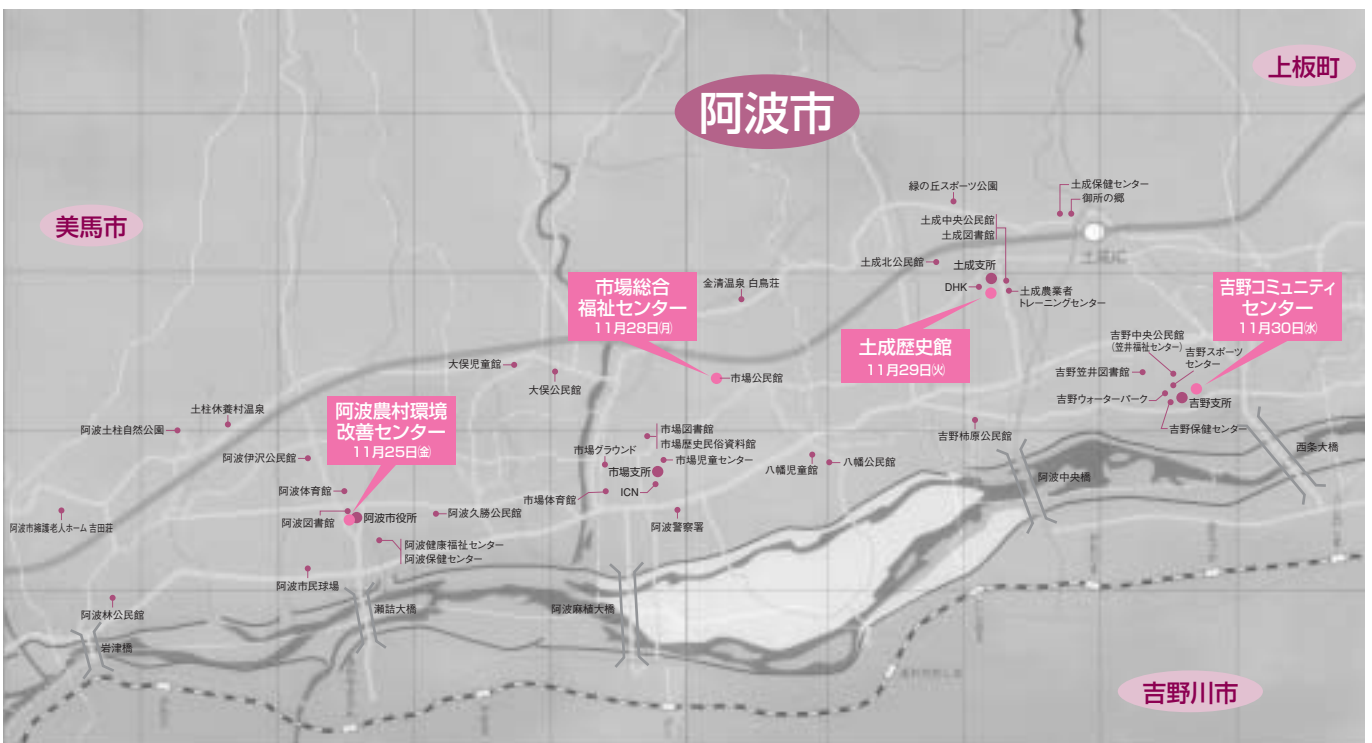 上板町
阿波市
美馬市
緑の丘スポーツ公園
土成保健センター
御所の郷
土成中央公民館
土成図書館
土成北公民館
土成支所
DHK
土成農業者
トレーニングセンター
土成IC
市場総合
福祉センター
11月28日㈪
金清温泉 白鳥荘
吉野コミュニティ
センター
11月30日㈬
土成歴史館
11月29日㈫
吉野中央公民館
(笠井福祉センター)
吉野スポーツ
センター
吉野笠井図書館
吉野ウォーターパーク
吉野支所
吉野保健センター
大俣児童館
大俣公民館
市場公民館
土柱休養村温泉
阿波土柱自然公園
阿波農村環境
改善センター
11月25日㈮
阿波伊沢公民館
市場図書館
市場歴史民俗資料館
市場グラウンド
市場児童センター
市場支所
ICN
市場体育館
八幡児童館
八幡公民館
吉野柿原公民館
阿波中央橋
西条大橋
阿波体育館
阿波図書館
阿波市役所
阿波久勝公民館
阿波警察署
阿波市擁護老人ホーム 吉田荘
阿波健康福祉センター
阿波保健センター
阿波市民球場
阿波林公民館
岩津橋
瀬詰大橋
阿波麻植大橋
吉野川市